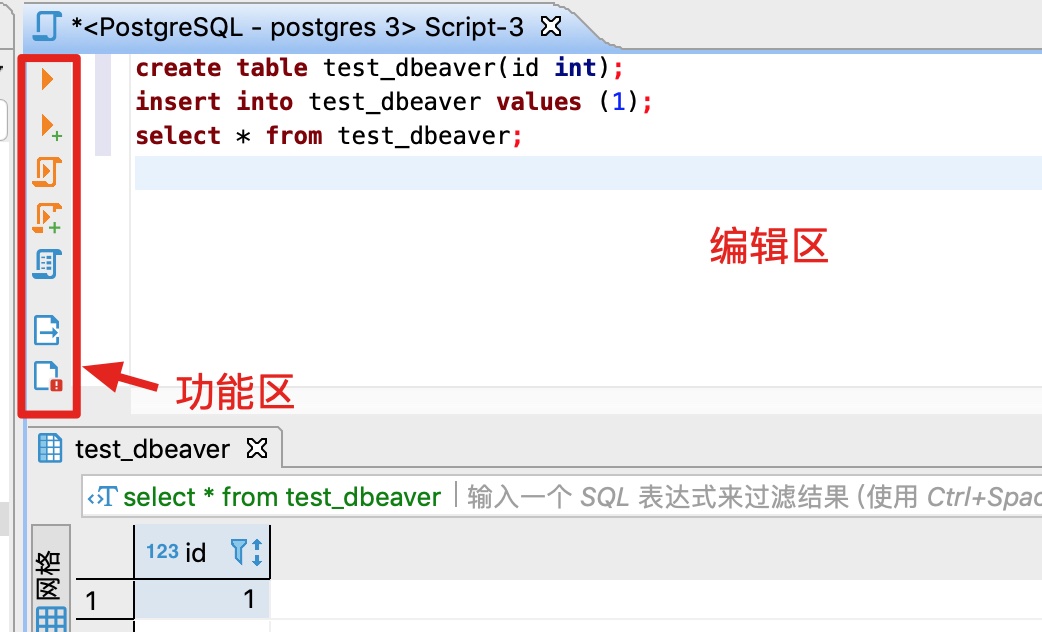 *<PostgreSQL - postgres 3> Script-3
create table test_dbeaver(id int);
insert into test_dbeaver values (1);
select * from test_dbeaver;
编辑区
功能区
test_dbeaver
select * from test_dbeaver 输入一个 SQL 表达式来过滤结果 (使用 Ctrl+Spac
网格
123 id
1 1